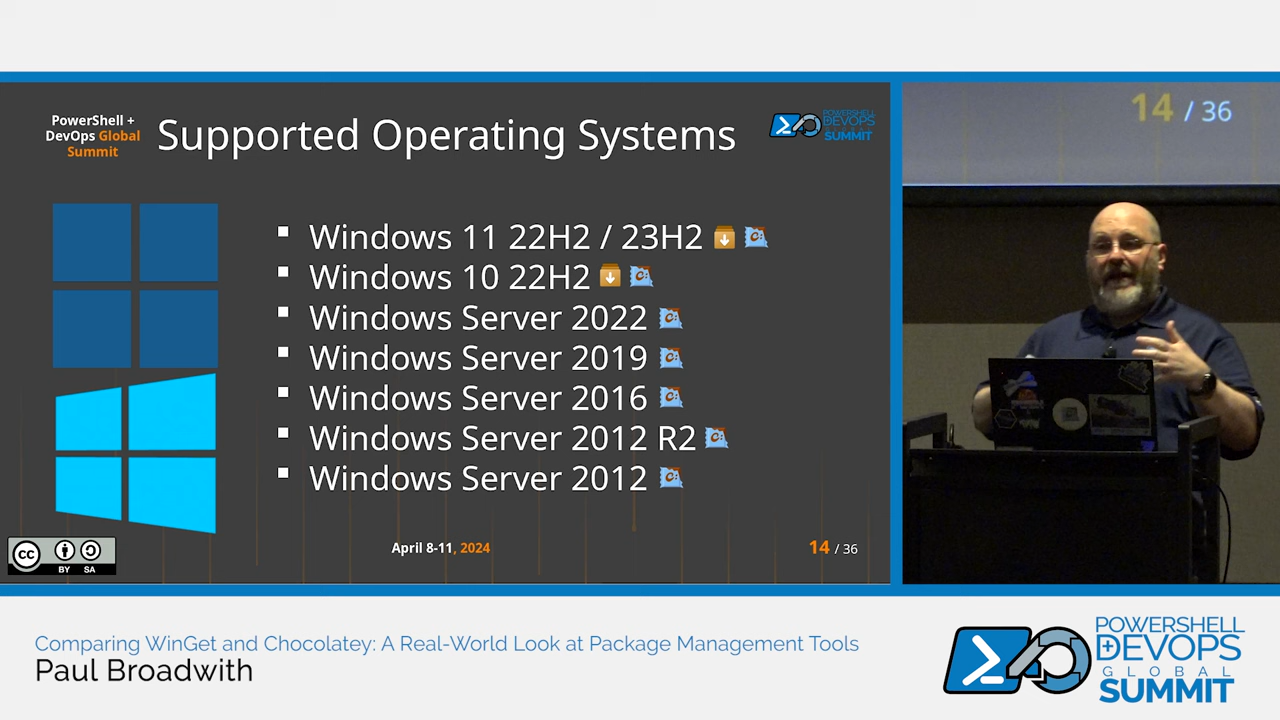 PowerShell +
DevOps Global
Summit
Supported Operating Systems
POWERSHELL
DEVOPS
GLOBAL
SUMMIT
Windows 11 22H2 / 23H2
Windows 10 22H2
Windows Server 2022
Windows Server 2019
Windows Server 2016
Windows Server 2012 R2
Windows Server 2012
cc
BY SA
April 8-11, 2024
14 / 36
14 / 36
Comparing WinGet and Chocolatey: A Real-World Look at Package Management Tools
Paul Broadwith
POWERSHELL
DEVOPS
GLOBAL
SUMMIT